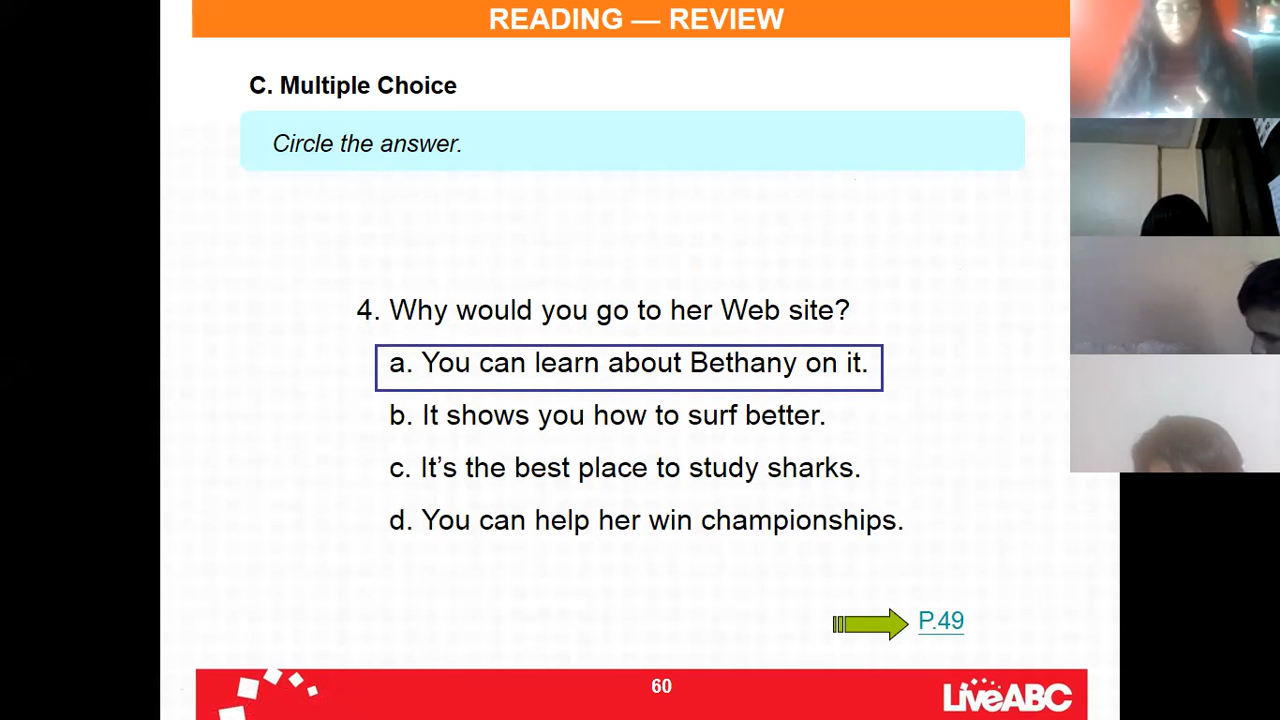 READING — REVIEW
C. Multiple Choice
Circle the answer.
4. Why would you go to her Web site?
a. You can learn about Bethany on it.
b. It shows you how to surf better.
c. It's the best place to study sharks.
d. You can help her win championships.
P.49
60
LiveABC